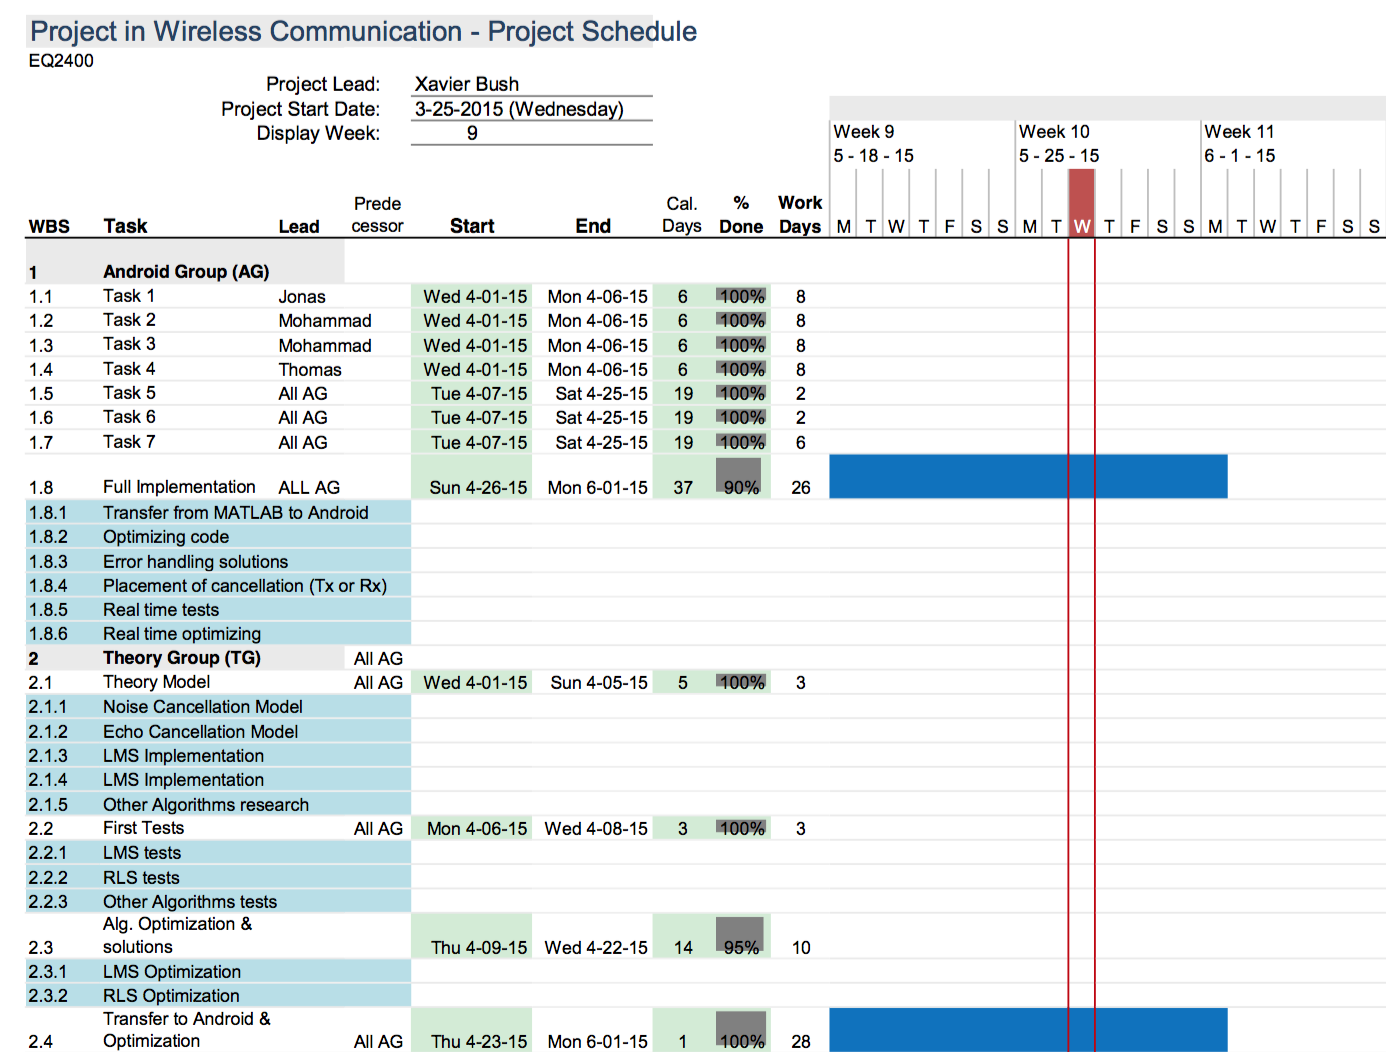 Project in Wireless Communication - Project Schedule
EQ2400
Project Lead: Xavier Bush
Project Start Date: 3-25-2015 (Wednesday)
Display Week: 9
Week 9 Week 10 Week 11
5 - 18 - 15 5 - 25 - 15 6 - 1 - 15
Prede Cal. % Work
WBS Task Lead cessor Start End Days Done Days M T W T F S S M T W T F S S M T W T F S S
1 Android Group (AG)
1.1 Task 1 Jonas Wed 4-01-15 Mon 4-06-15 6 100% 8
1.2 Task 2 Mohammad Wed 4-01-15 Mon 4-06-15 6 100% 8
1.3 Task 3 Mohammad Wed 4-01-15 Mon 4-06-15 6 100% 8
1.4 Task 4 Thomas Wed 4-01-15 Mon 4-06-15 6 100% 8
1.5 Task 5 All AG Tue 4-07-15 Sat 4-25-15 19 100% 2
1.6 Task 6 All AG Tue 4-07-15 Sat 4-25-15 19 100% 2
1.7 Task 7 All AG Tue 4-07-15 Sat 4-25-15 19 100% 6
1.8 Full Implementation ALL AG Sun 4-26-15 Mon 6-01-15 37 90% 26
1.8.1 Transfer from MATLAB to Android
1.8.2 Optimizing code
1.8.3 Error handling solutions
1.8.4 Placement of cancellation (Tx or Rx)
1.8.5 Real time tests
1.8.6 Real time optimizing
2 Theory Group (TG) All AG
2.1 Theory Model All AG Wed 4-01-15 Sun 4-05-15 5 100% 3
2.1.1 Noise Cancellation Model
2.1.2 Echo Cancellation Model
2.1.3 LMS Implementation
2.1.4 LMS Implementation
2.1.5 Other Algorithms research
2.2 First Tests All AG Mon 4-06-15 Wed 4-08-15 3 100% 3
2.2.1 LMS tests
2.2.2 RLS tests
2.2.3 Other Algorithms tests
Alg. Optimization &
2.3 solutions Thu 4-09-15 Wed 4-22-15 14 95% 10
2.3.1 LMS Optimization
2.3.2 RLS Optimization
Transfer to Android &
2.4 Optimization All AG Thu 4-23-15 Mon 6-01-15 1 100% 28